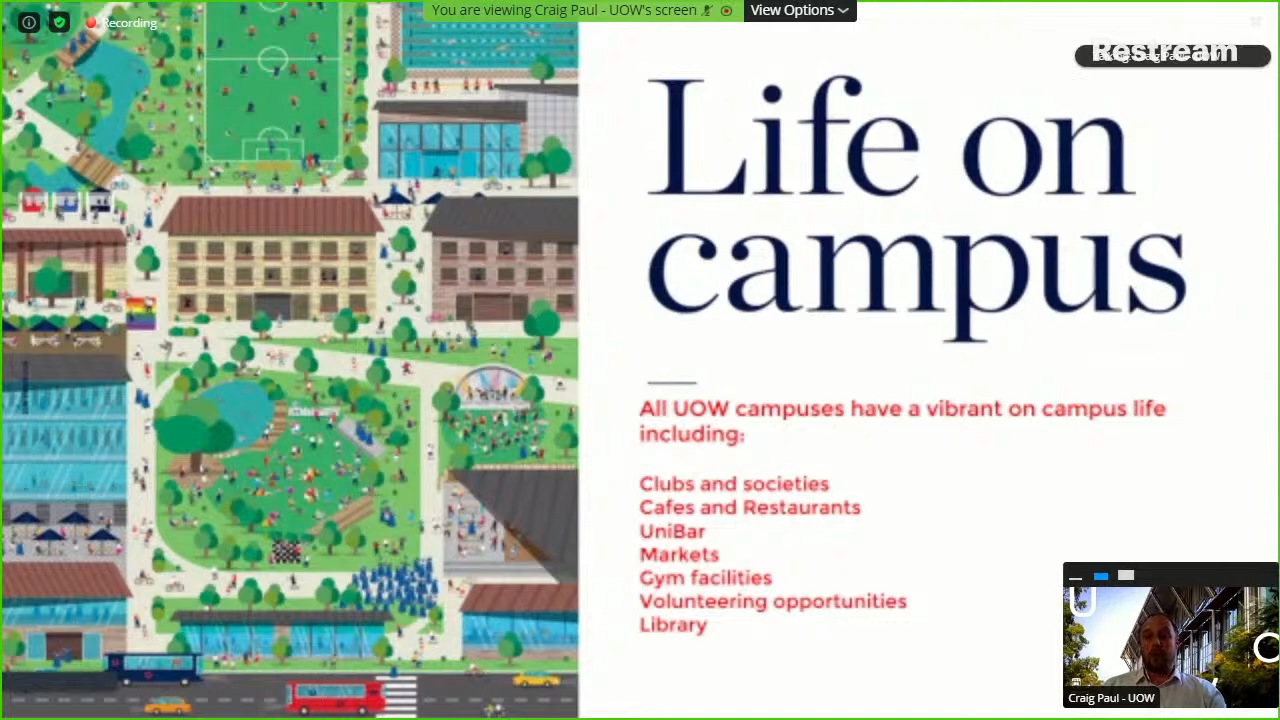 You are viewing Craig Paul - UOW's screen
View Options
Recording
Restream
Life on
campus
All UOW campuses have a vibrant on campus life
including:
Clubs and societies
Cafes and Restaurants
UniBar
Markets
Gym facilities
Volunteering opportunities
Library
Craig Paul - UOW